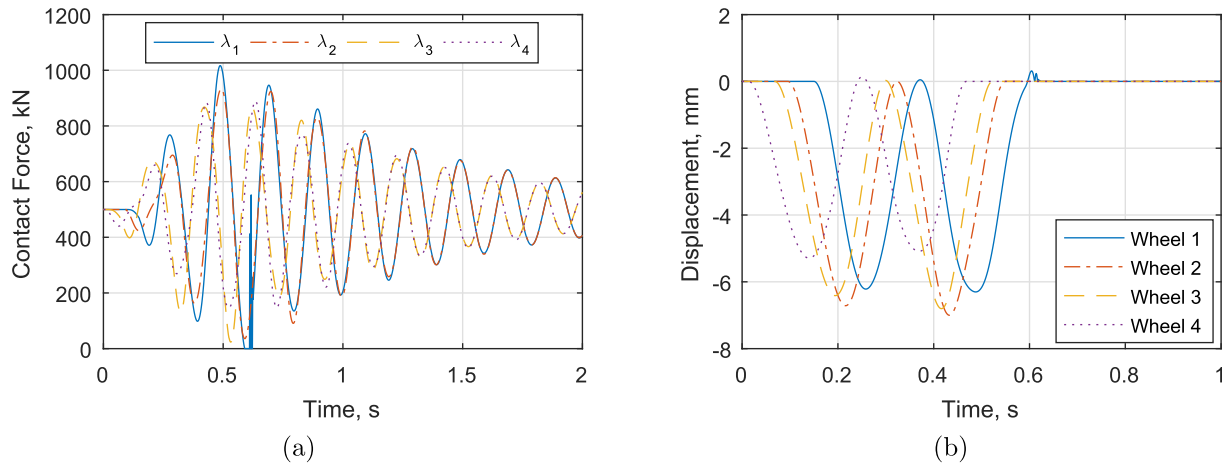 1200
1000
800
600
400
200
0
λ1 λ2 λ3 λ4
Contact Force, kN
0 0.5 1 1.5 2
Time, s
(a)
2
0
-2
-4
-6
-8
Displacement, mm
Wheel 1
Wheel 2
Wheel 3
Wheel 4
0 0.2 0.4 0.6 0.8 1
Time, s
(b)